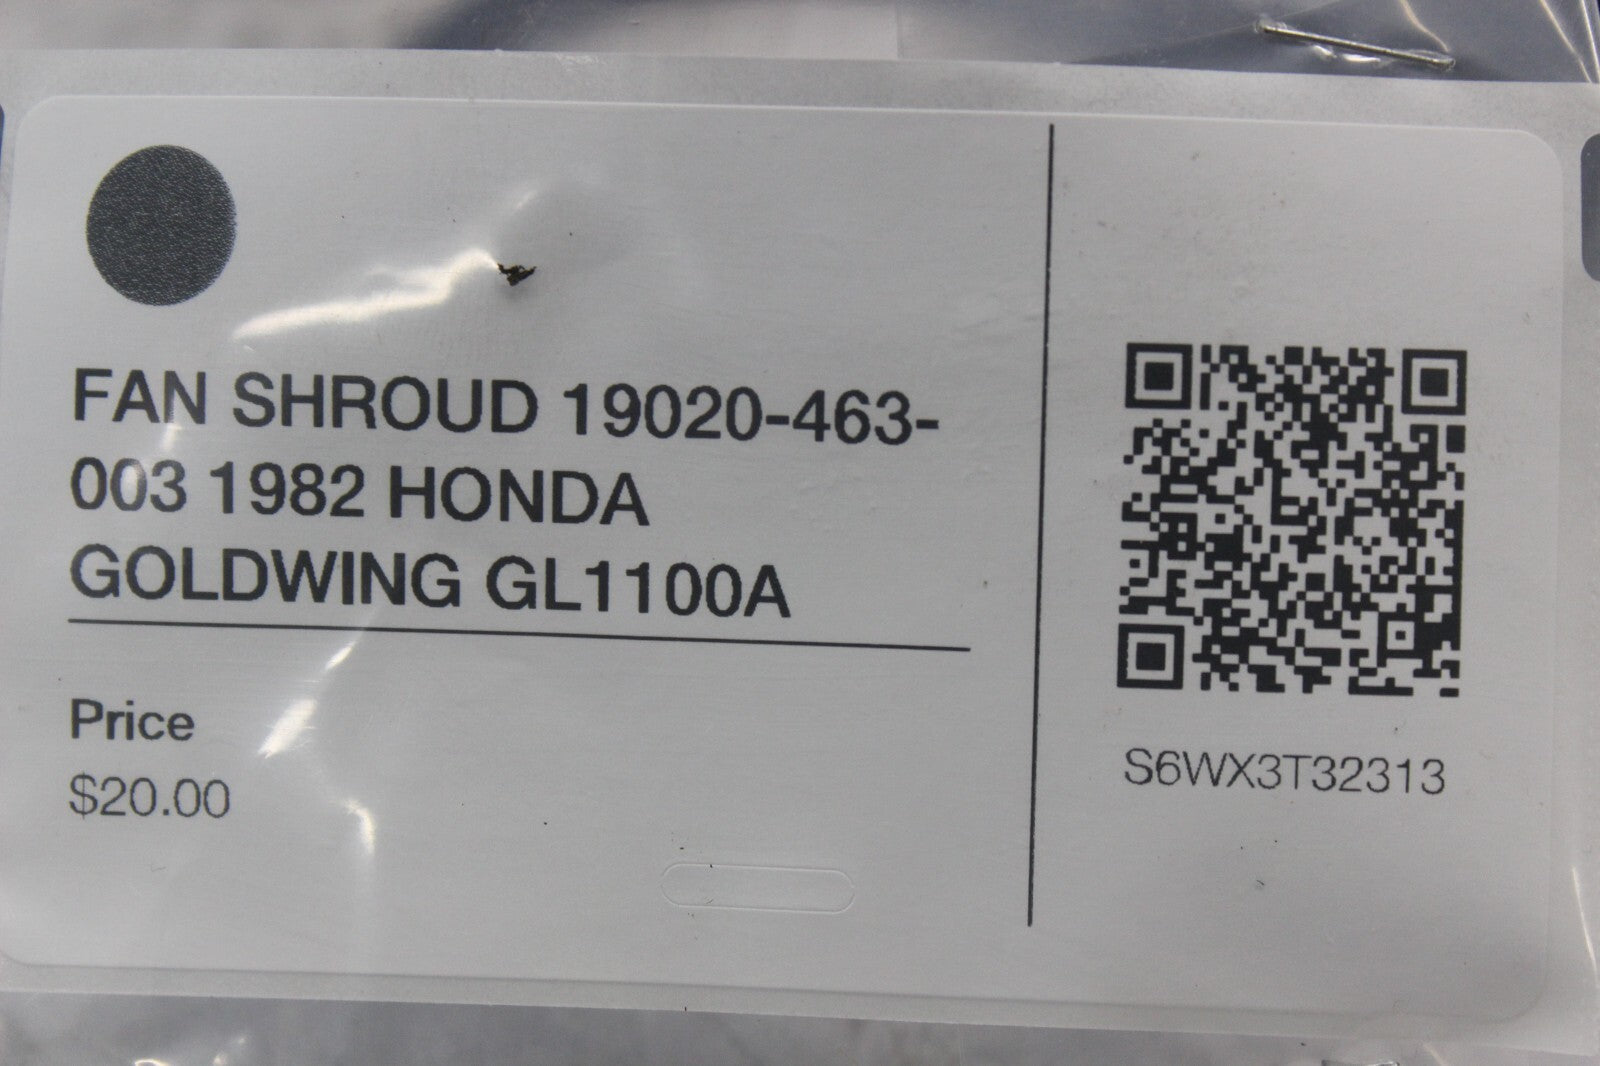 FAN SHROUD 19020-463-
003 1982 HONDA
GOLDWING GL1100A
Price
$20.00
S6WX3T32313